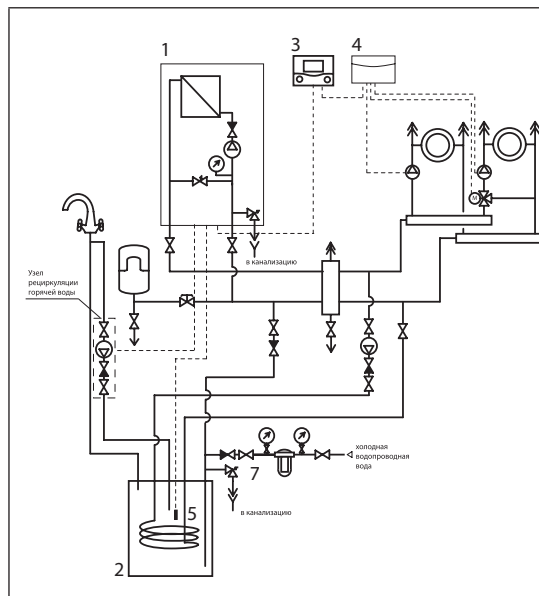 1
3
4
M
в канализацию
Узел
рециркуляции
горячей воды
7
холодная
водопроводная
вода
5
в канализацию
2